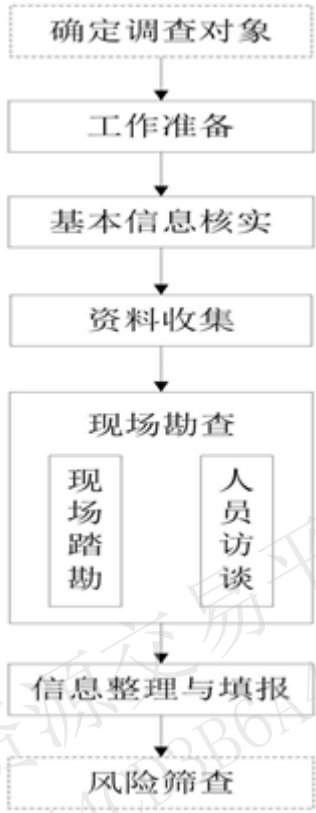 确定调查对象
工作准备
基本信息核实
资料收集
现场勘查
现场踏勘
人员访谈
信息整理与填报
风险筛查